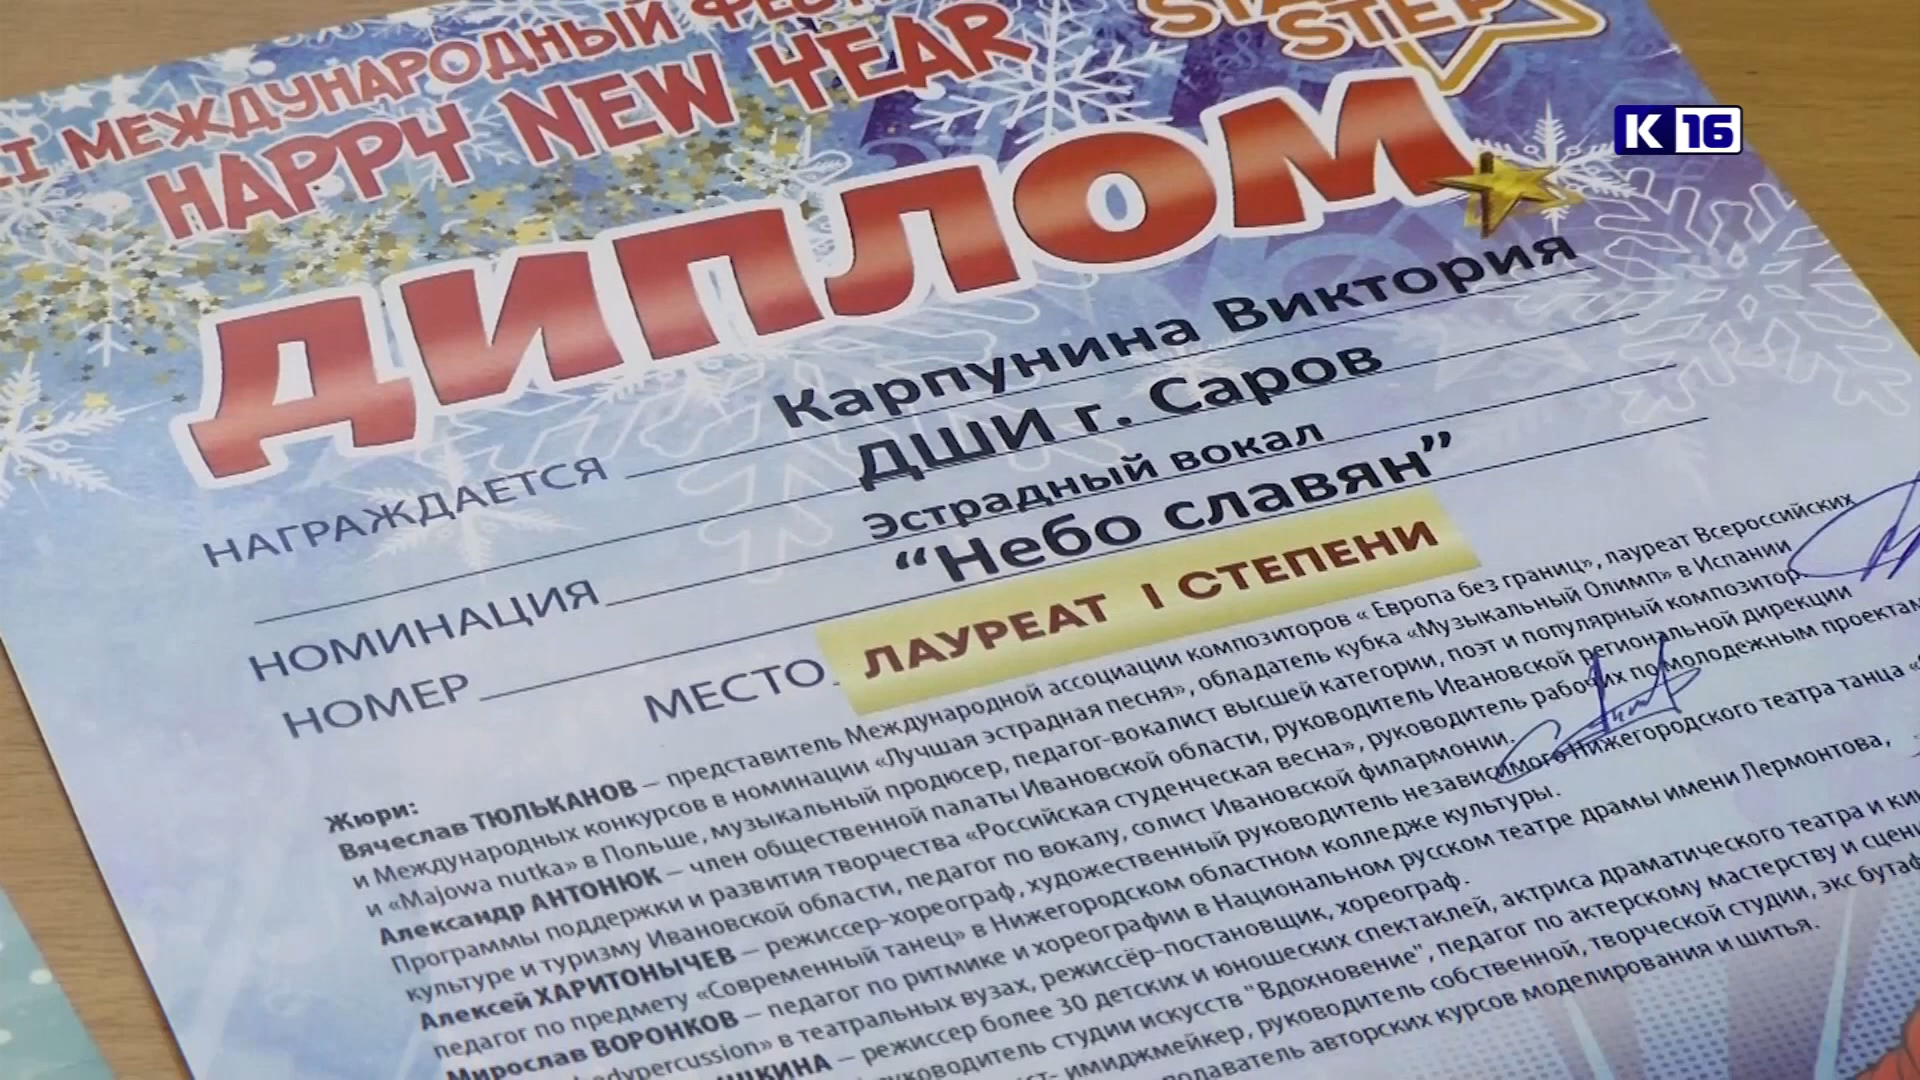 МЕЖДУНАРОДНЫЙ
HAPPY NEW YEAR
STEP
K 16
ДИПЛОМ
НАГРАЖДАЕТСЯ Карпунина Виктория
ДШИ г. Саров
НОМИНАЦИЯ Эстрадный вокал
НОМЕР “Небо славян”
МЕСТО ЛАУРЕАТ I СТЕПЕНИ
Жюри:
Вячеслав ТЮЛЬКАНОВ – представитель Международной ассоциации композиторов « Европа без границ», лауреат Всероссийских
и Международных конкурсов в номинации «Лучшая эстрадная песня», обладатель кубка «Музыкальный Олимп» в Испании
и «Majowa nutka» в Польше, музыкальный продюсер, педагог-вокалист высшей категории, поэт и популярный композитор.
Александр АНТОНЮК – член общественной палаты Ивановской области, руководитель Ивановской региональной дирекции
Программы поддержки и развития творчества «Российская студенческая весна», руководитель рабочих по молодежным проектам
культуре и туризму Ивановской области, педагог по вокалу, солист Ивановской филармонии.
Алексей ХАРИТОНЫЧЕВ – режиссер-хореограф, художественный руководитель независимого Нижегородского театра танца
педагог по предмету «Современный танец» в Нижегородском областном колледже культуры.
Мирослав ВОРОНКОВ – педагог по ритмике и хореографии в Национальном русском театре драмы имени Лермонтова,
в театральных вузах, режиссёр-постановщик, хореограф.
– режиссер более 30 детских и юношеских спектаклей, актриса драматического театра и
студии искусств "Вдохновение", педагог по актерскому мастерству и
имиджмейкер, руководитель собственной, творческой студии, экс
авторских курсов моделирования и шитья.